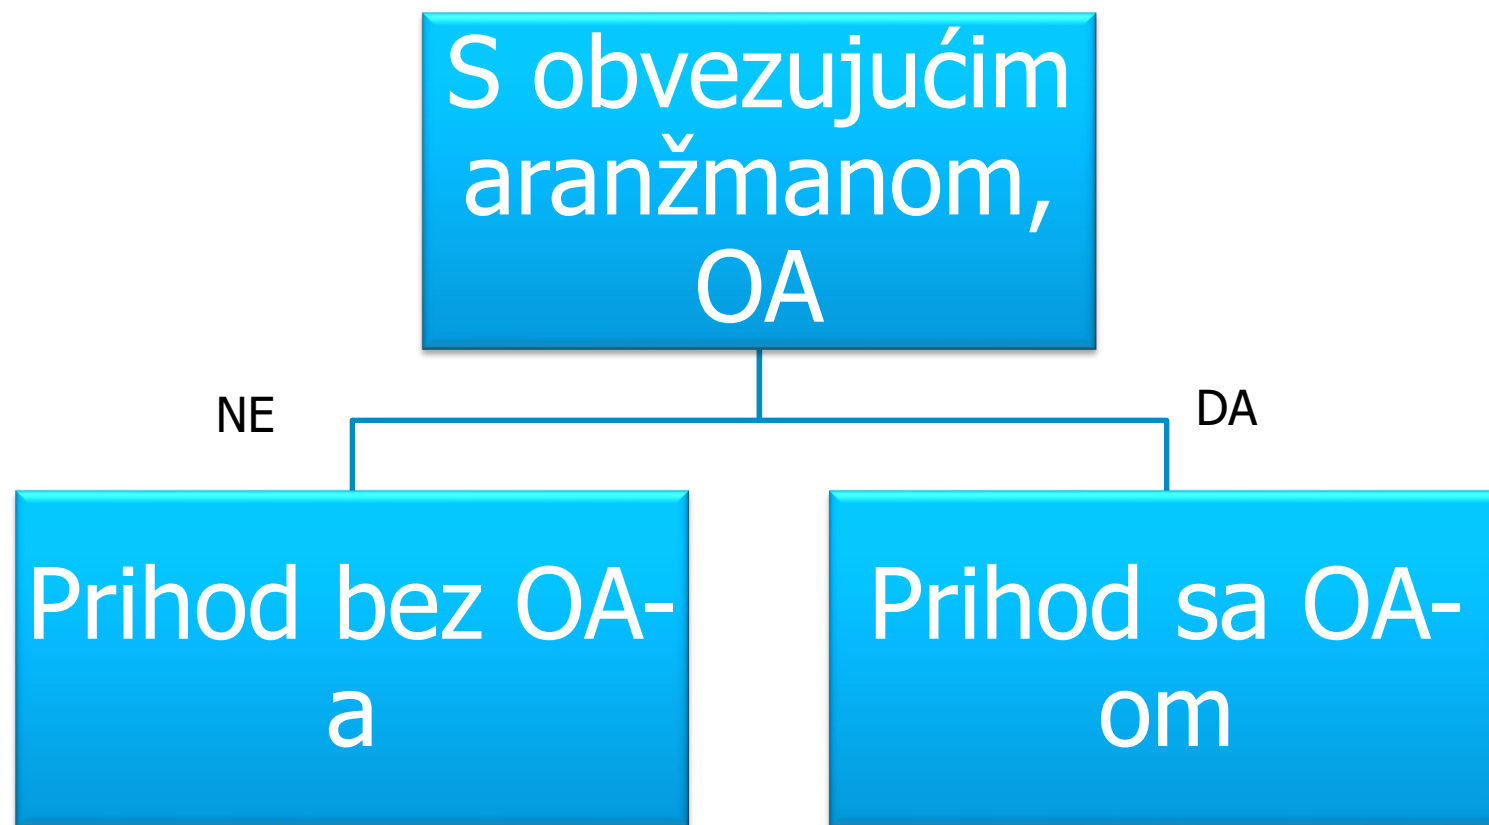 S obvezujućim
aranžmanom,
OA
NE
DA
Prihod bez OA-
a
Prihod sa OA-
om